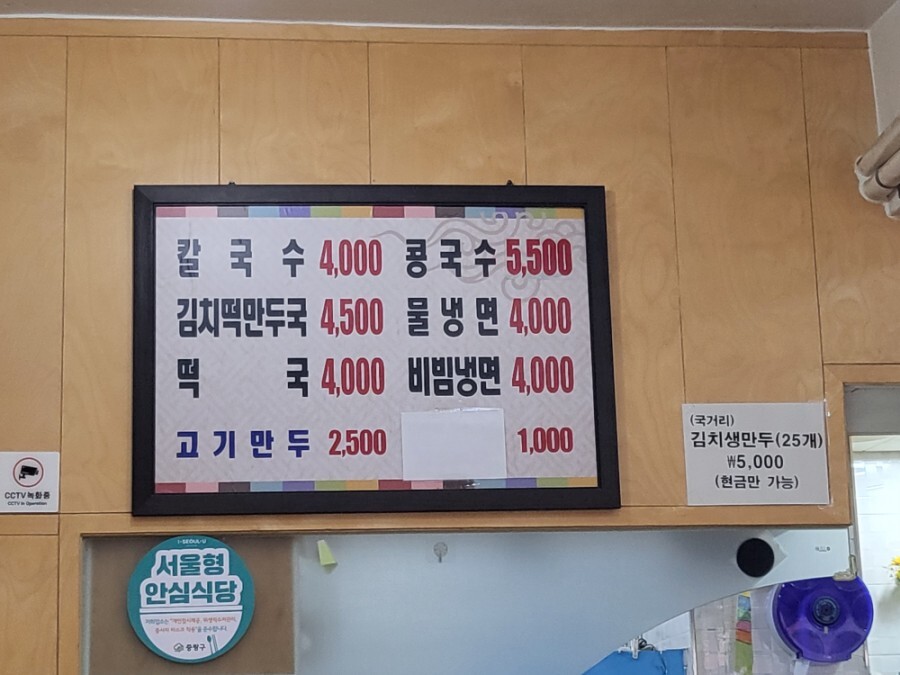 칼국수 4,000 콩국수 5,500
김치떡만두국 4,500 물냉면 4,000
떡국 4,000 비빔냉면 4,000
고기만두 2,500 1,000
(국거리)
김치생만두(25개)
₩5,000
(현금만 가능)
CCTV 녹화중
CCTV In Operation
I·SEOUL·U
서울형
안심식당
중랑구